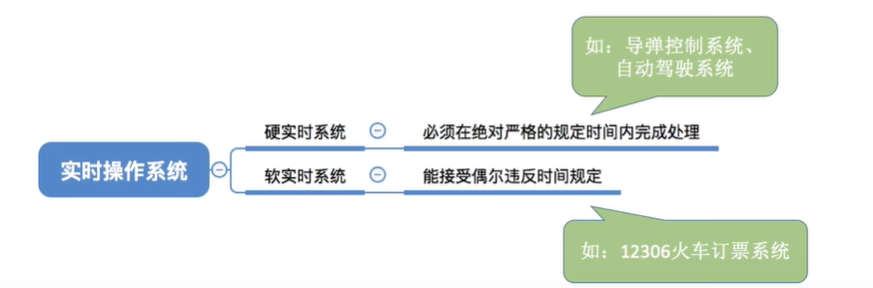 如：导弹控制系统、
自动驾驶系统
硬实时系统
必须在绝对严格的规定时间内完成处理
实时操作系统
软实时系统
能接受偶尔违反时间规定
如：12306火车订票系统